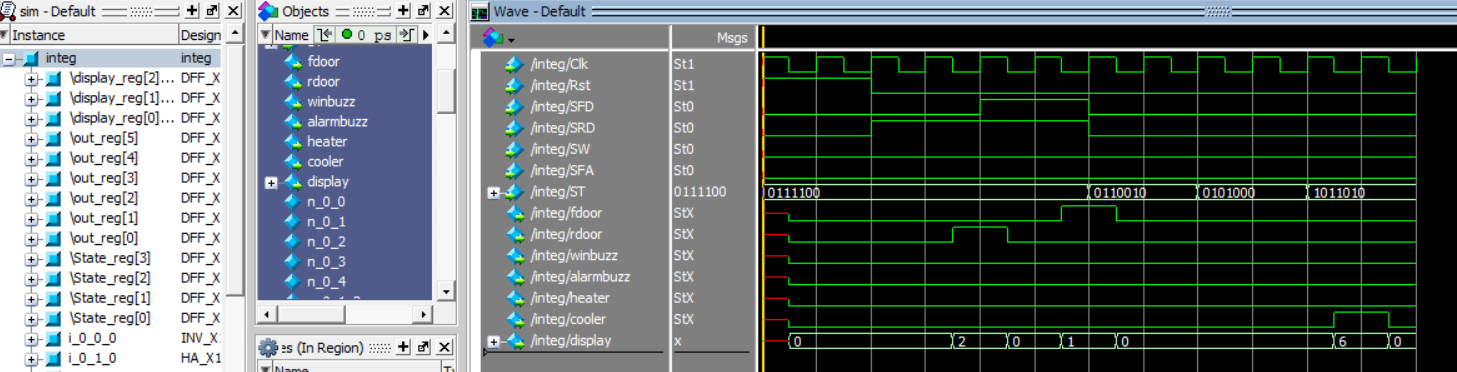 sim - Default
Instance
Design
integ
integ
\display_reg[2]...
DFF_X
\display_reg[1]...
DFF_X
\display_reg[0]...
DFF_X
\out_reg[5]
DFF_X
\out_reg[4]
DFF_X
\out_reg[3]
DFF_X
\out_reg[2]
DFF_X
\out_reg[1]
DFF_X
\out_reg[0]
DFF_X
\State_reg[3]
DFF_X
\State_reg[2]
DFF_X
\State_reg[1]
DFF_X
\State_reg[0]
DFF_X
i_0_0_0
INV_X
i_0_1_0
HA_X1
Objects
Name
0 ps
fdoor
rdoor
winbuzz
alarmbuzz
heater
cooler
display
n_0_0
n_0_1
n_0_2
n_0_3
n_0_4
es (In Region)
Name
Wave - Default
Msgs
/integ/Clk
St1
/integ/Rst
St1
/integ/SFD
St0
/integ/SRD
St0
/integ/SW
St0
/integ/SFA
St0
/integ/ST
0111100
0111100 0110010 0101000 1011010
/integ/fdoor
StX
/integ/rdoor
StX
/integ/winbuzz
StX
/integ/alarmbuzz
StX
/integ/heater
StX
/integ/cooler
StX
/integ/display
x
0 2 0 1 0 6 0